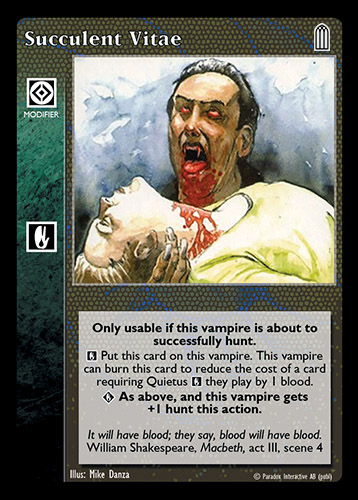 Succulent Vitae
MODIFIER
Only usable if this vampire is about to
successfully hunt.
Put this card on this vampire. This vampire
can burn this card to reduce the cost of a card
requiring Quietus they play by 1 blood.
As above, and this vampire gets
+1 hunt this action.
It will have blood; they say, blood will have blood.
William Shakespeare, Macbeth, act III, scene 4
Illus: Mike Danza
© Paradox Interactive AB (publ)